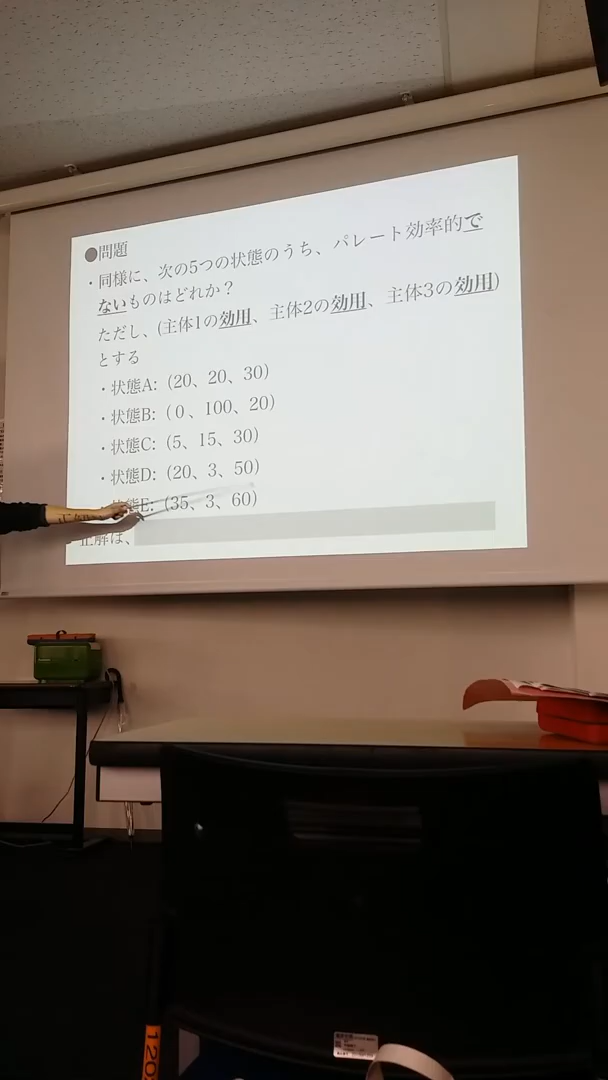 ●問題
・同様に、次の5つの状態のうち、パレート効率的で
ないものはどれか？
ただし、(主体1の効用、主体2の効用、主体3の効用)
とする
・状態A:（20、20、30）
・状態B:（ 0、100、20）
・状態C:（5、15、30）
・状態D:（20、3、50）
態E:（35、3、60）
正解は、
120